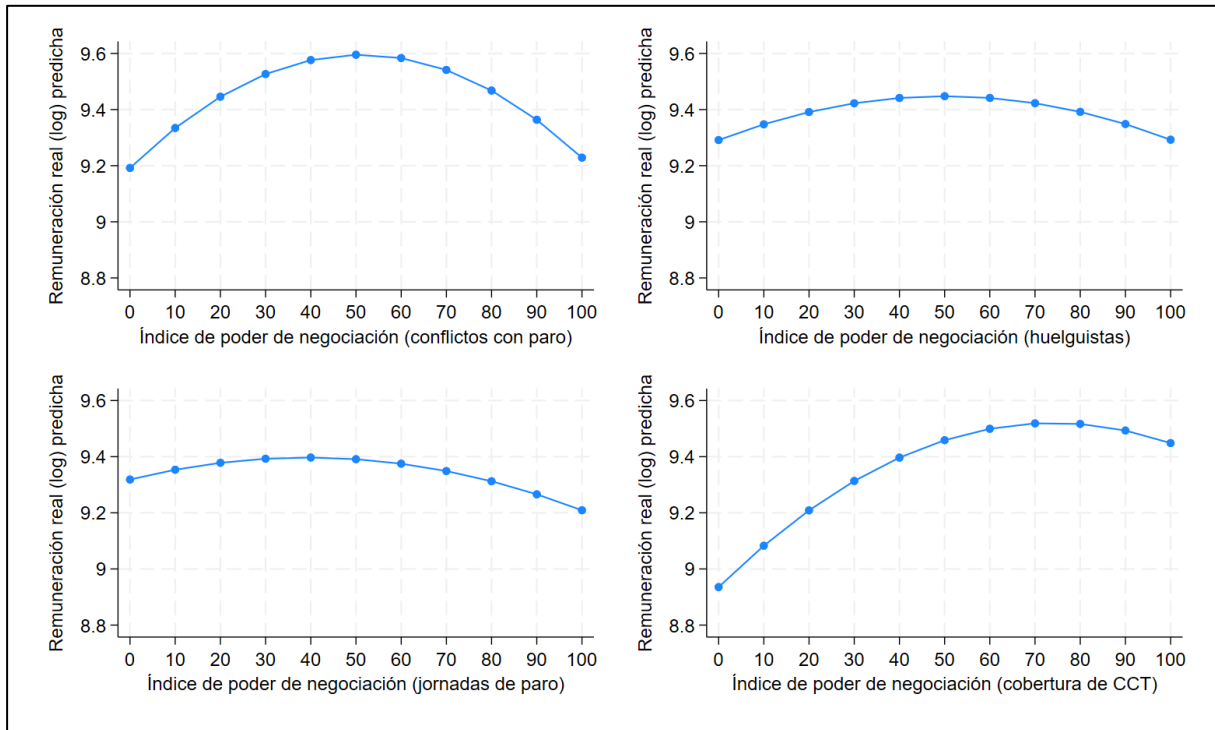 Remuneración real (log) predicha
9.6
9.4
9.2
9
8.8
0 10 20 30 40 50 60 70 80 90 100
Índice de poder de negociación (conflictos con paro)
Remuneración real (log) predicha
9.6
9.4
9.2
9
8.8
0 10 20 30 40 50 60 70 80 90 100
Índice de poder de negociación (huelguistas)
Remuneración real (log) predicha
9.6
9.4
9.2
9
8.8
0 10 20 30 40 50 60 70 80 90 100
Índice de poder de negociación (jornadas de paro)
Remuneración real (log) predicha
9.6
9.4
9.2
9
8.8
0 10 20 30 40 50 60 70 80 90 100
Índice de poder de negociación (cobertura de CCT)